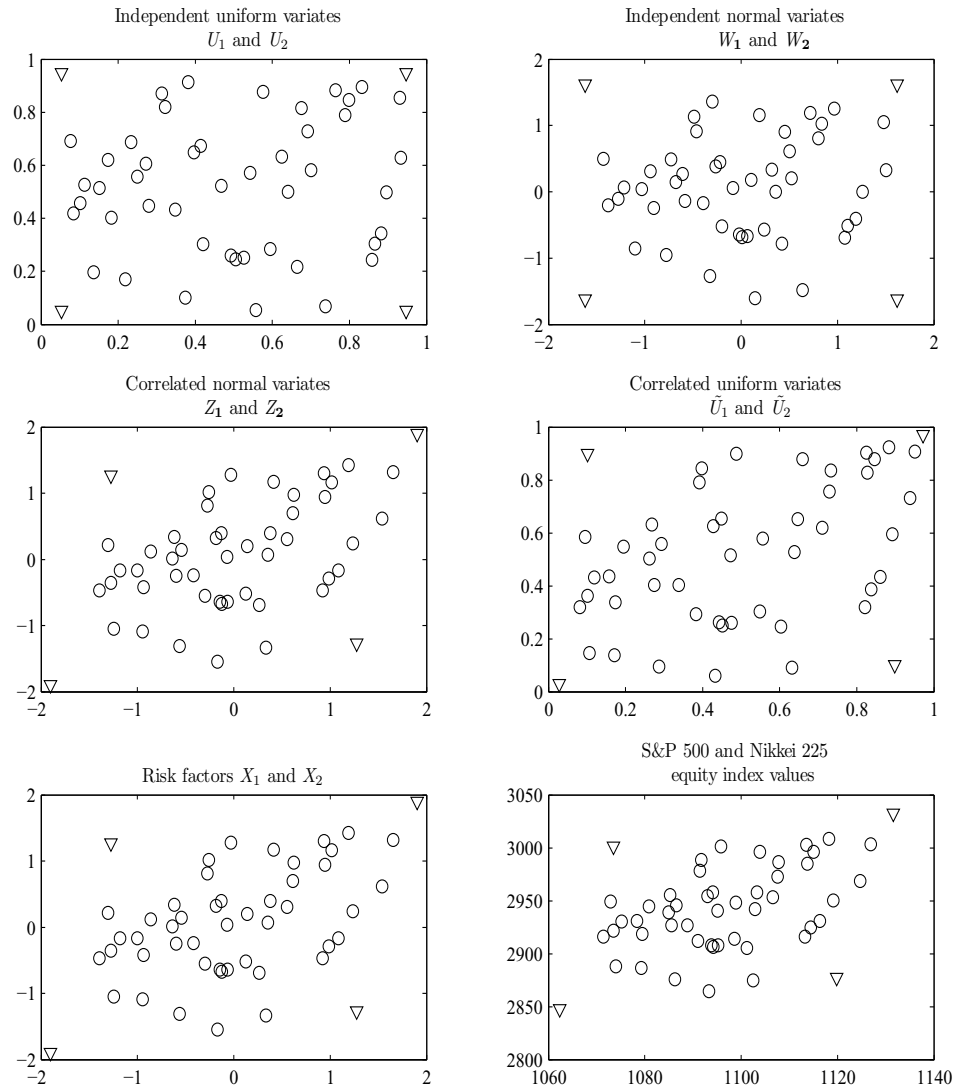 Independent uniform variates
U₁ and U₂
1
0.8
0.6
0.4
0.2
0
0 0.2 0.4 0.6 0.8 1
Independent normal variates
W₁ and W₂
2
1
0
−1
−2
−2 −1 0 1 2
Correlated normal variates
Z₁ and Z₂
2
1
0
−1
−2
−2 −1 0 1 2
Correlated uniform variates
Ũ₁ and Ũ₂
1
0.8
0.6
0.4
0.2
0
0 0.2 0.4 0.6 0.8 1
Risk factors X₁ and X₂
2
1
0
−1
−2
−2 −1 0 1 2
S&P 500 and Nikkei 225
equity index values
3050
3000
2950
2900
2850
2800
1060 1080 1100 1120 1140